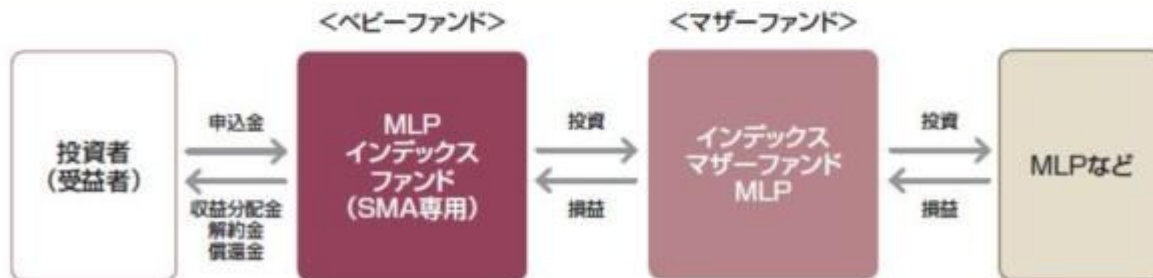 <ベビーファンド>
<マザーファンド>
投資者
(受益者)
申込金
収益分配金
解約金
償還金
MLP
インデックス
ファンド
(SMA専用)
投資
損益
インデックス
マザーファンド
MLP
投資
損益
MLPなど